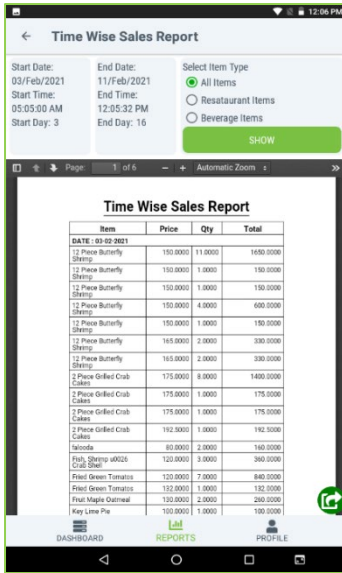 12:06 PM
Time Wise Sales Report
Start Date:
03/Feb/2021
Start Time:
05:05:00 AM
Start Day: 3
End Date:
11/Feb/2021
End Time:
12:05:32 PM
End Day: 16
Select Item Type
All Items
Resataurant Items
Beverage Items
SHOW
Page: 1 of 6 − + Automatic Zoom
Time Wise Sales Report
Item Price Qty Total
DATE : 03-02-2021
12 Piece Butterfly 150.0000 11.0000 1650.0000
Shrimp
12 Piece Butterfly 150.0000 1.0000 150.0000
Shrimp
12 Piece Butterfly 150.0000 4.0000 600.0000
Shrimp
12 Piece Butterfly 150.0000 1.0000 150.0000
Shrimp
12 Piece Butterfly 165.0000 2.0000 330.0000
Shrimp
12 Piece Butterfly 165.0000 2.0000 330.0000
Shrimp
2 Piece Grilled Crab 175.0000 8.0000 1400.0000
Cakes
2 Piece Grilled Crab 175.0000 1.0000 175.0000
Cakes
2 Piece Grilled Crab 175.0000 1.0000 175.0000
Cakes
2 Piece Grilled Crab 192.5000 1.0000 192.5000
Cakes
falooda 80.0000 2.0000 160.0000
Fish, Shrimp u0026 120.0000 3.0000 360.0000
Crab Shell
Fried Green Tomatos 120.0000 7.0000 840.0000
Fried Green Tomatos 132.0000 1.0000 132.0000
Fruit Maple Oatmeal 130.0000 2.0000 260.0000
Key Lime Pie 100.0000 1.0000 100.0000
DASHBOARD REPORTS PROFILE